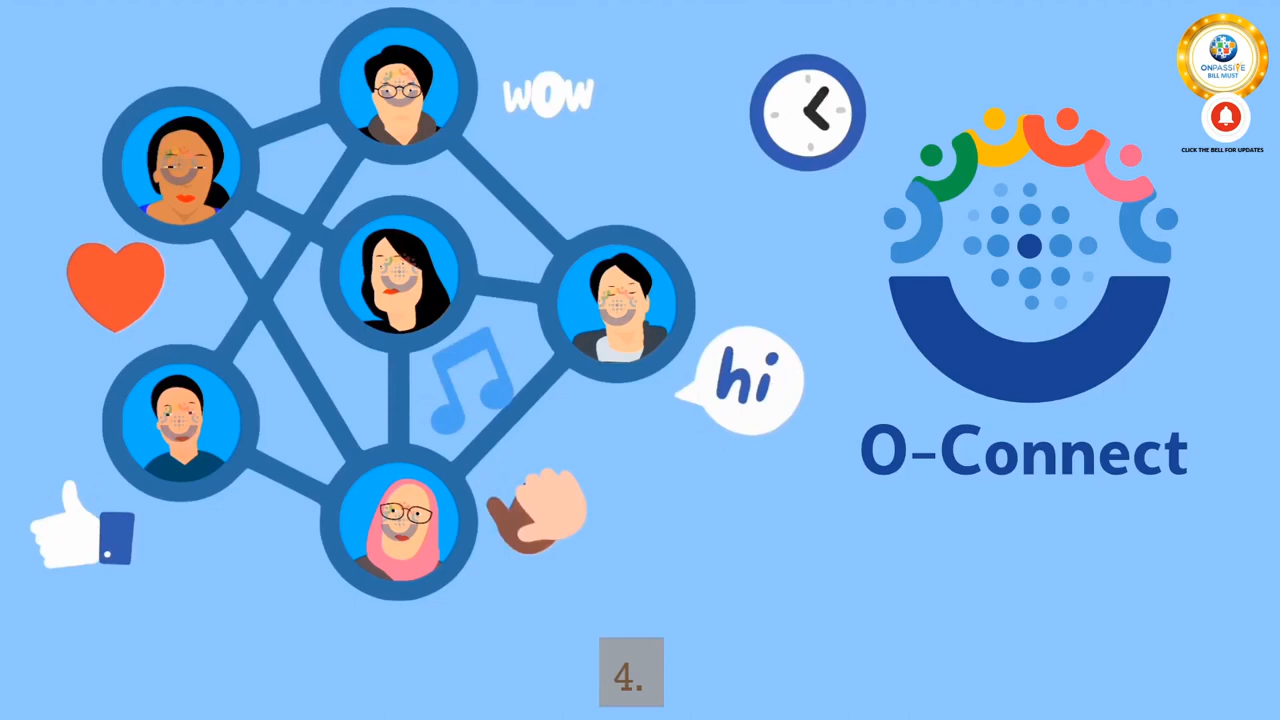 WOW
ONPASSIVE
BILL MUST
CLICK THE BELL FOR UPDATES
hi
O-Connect
4.